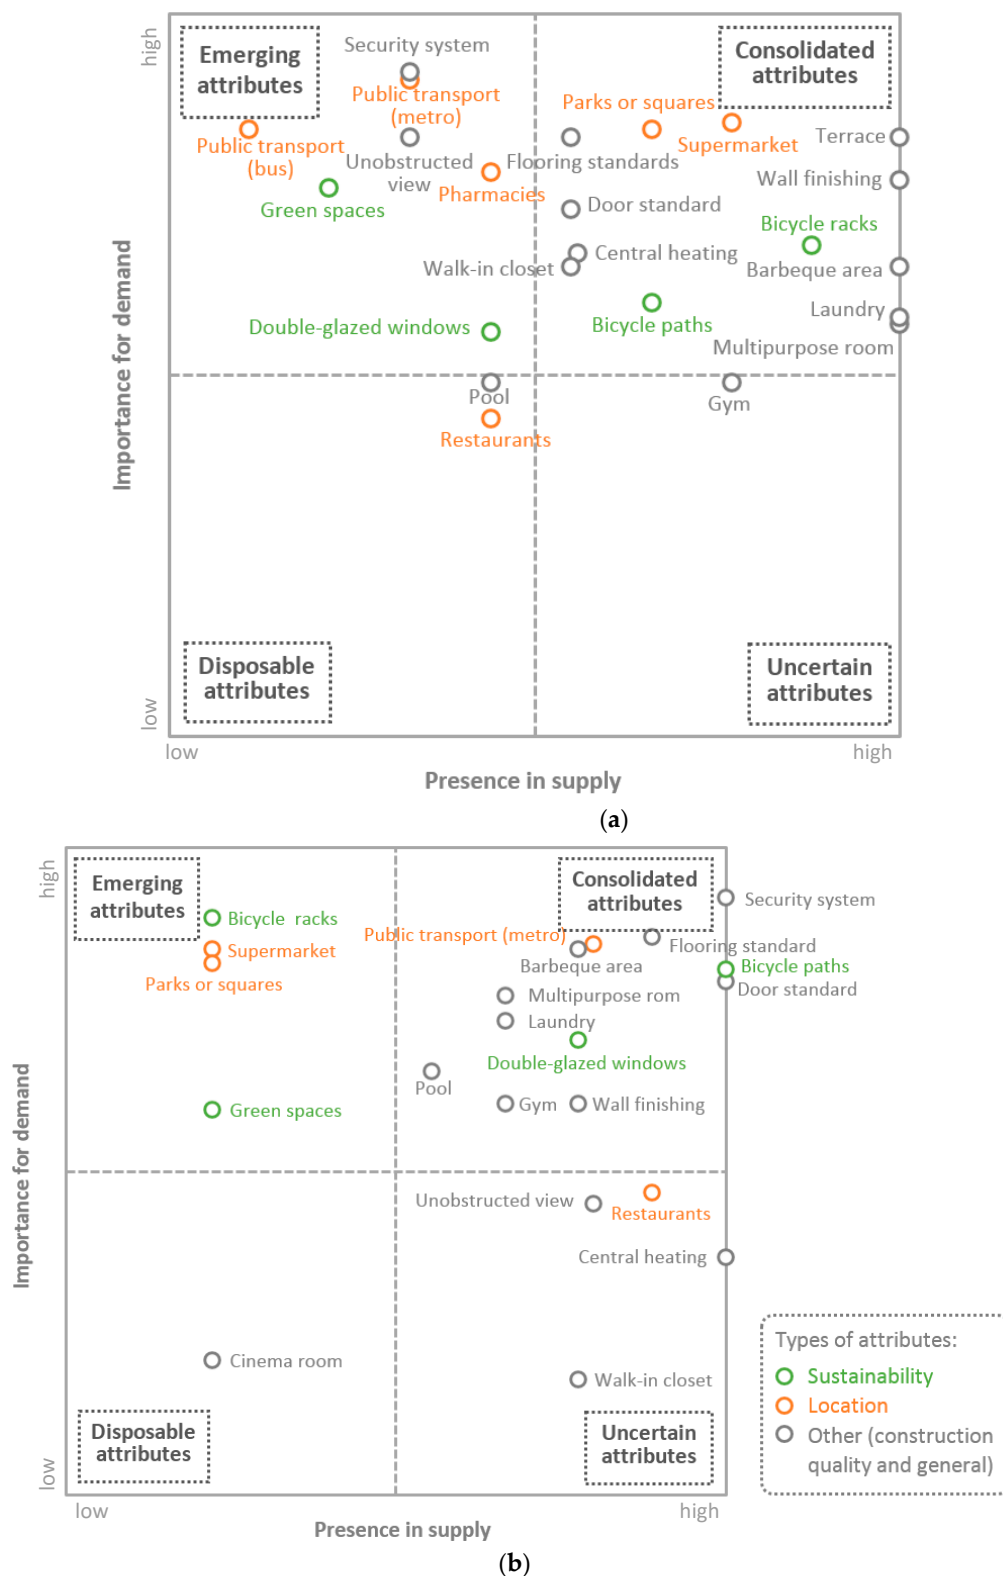 high
Emerging
attributes
Security system
Consolidated
attributes
Public transport
(metro)
Parks or squares
Public transport
(bus)
Unobstructed
view
Flooring standards
Supermarket
Terrace
Pharmacies
Wall finishing
Green spaces
Door standard
Bicycle racks
Walk-in closet
Central heating
Barbeque area
Double-glazed windows
Bicycle paths
Laundry
Multipurpose room
Pool
Gym
Restaurants
Importance for demand
Disposable
attributes
Uncertain
attributes
low
low
high
Presence in supply
(a)
high
Emerging
attributes
Consolidated
attributes
Security system
Bicycle racks
Public transport (metro)
Flooring standard
Supermarket
Barbeque area
Bicycle paths
Parks or squares
Door standard
Multipurpose rom
Laundry
Double-glazed windows
Pool
Green spaces
Gym
Wall finishing
Importance for demand
Unobstructed view
Restaurants
Central heating
Types of attributes:
Cinema room
Sustainability
Walk-in closet
Location
Other (construction
quality and general)
Disposable
attributes
Uncertain
attributes
low
low
high
Presence in supply
(b)